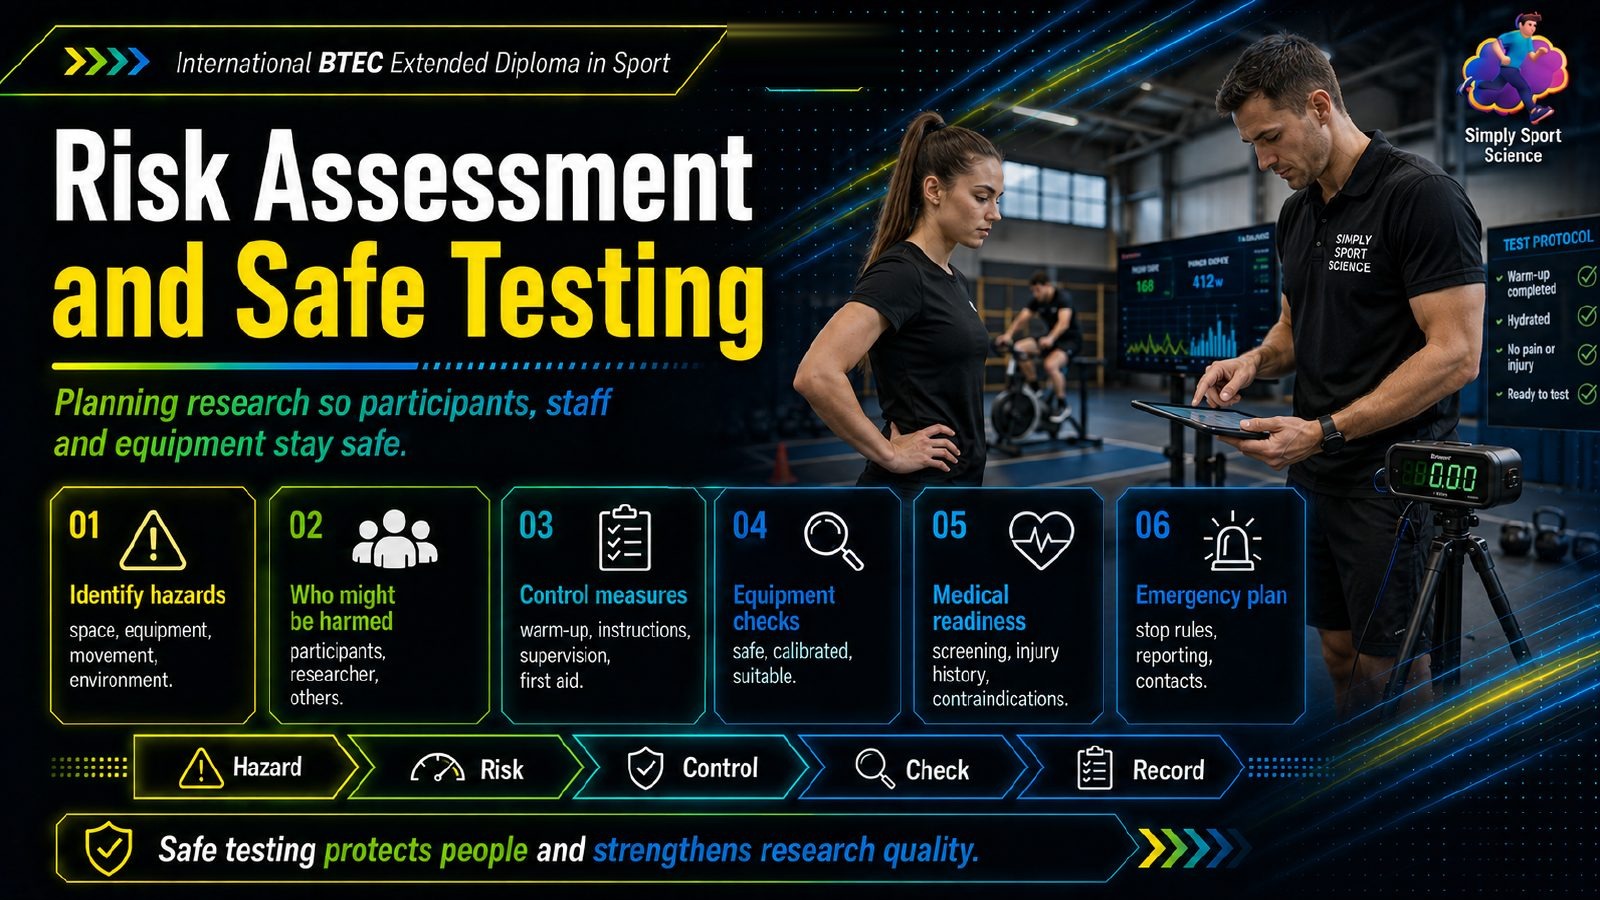 International BTEC Extended Diploma in Sport
Simply Sport
Science
Risk Assessment
and Safe Testing
Planning research so participants, staff
and equipment stay safe.
SIMPLY
SPORT
SCIENCE
168
412w
TEST PROTOCOL
Warm-up
completed
Hydrated
No pain or
injury
Ready to test
0.00
01
Identify hazards
space, equipment,
movement,
environment.
02
Who might
be harmed
participants,
researcher,
others.
03
Control measures
warm-up, instructions,
supervision,
first aid.
04
Equipment
checks
safe, calibrated,
suitable.
05
Medical
readiness
screening, injury
history,
contraindications.
06
Emergency plan
stop rules,
reporting,
contacts.
Hazard
Risk
Control
Check
Record
Safe testing protects people and strengthens research quality.